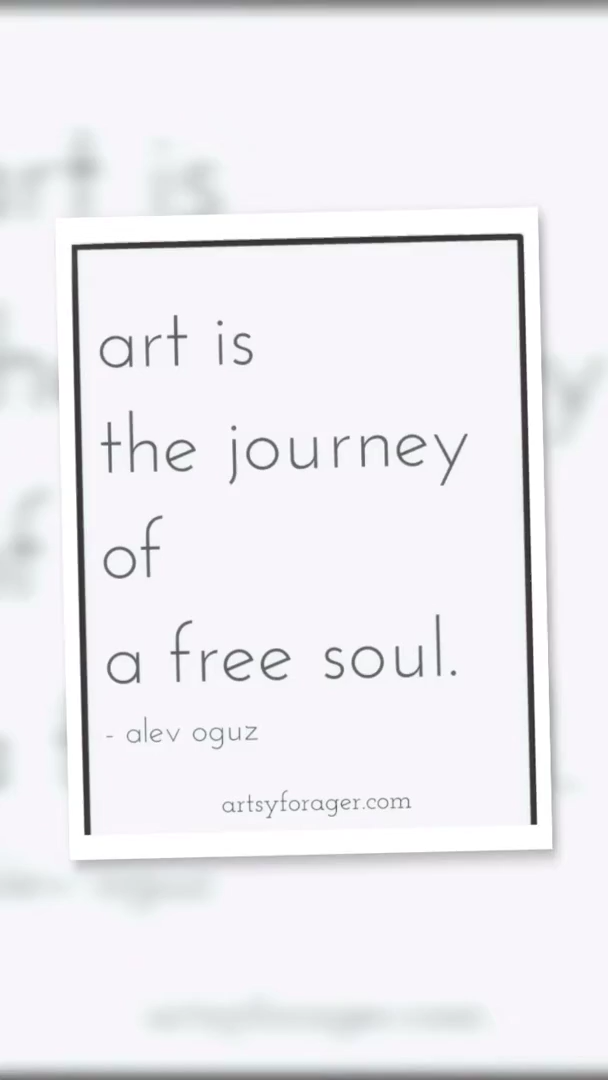 art is
the journey
of
a free soul.
- alev oguz
artsyforager.com